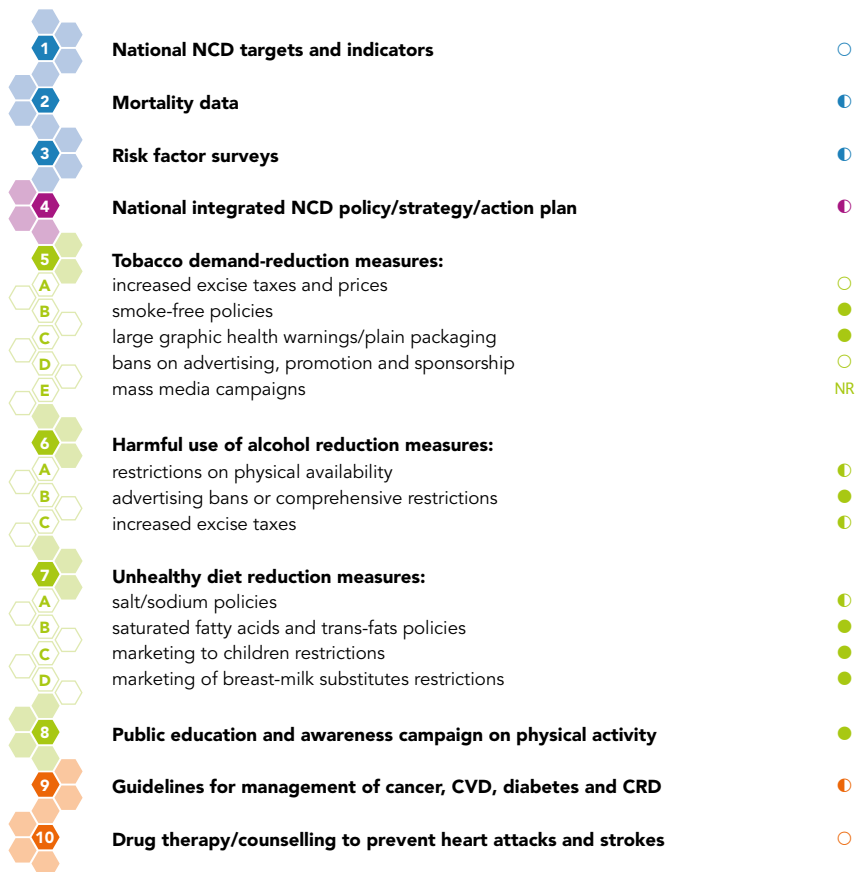 1 National NCD targets and indicators ○
2 Mortality data ◐
3 Risk factor surveys ◐
4 National integrated NCD policy/strategy/action plan ◐
5 Tobacco demand-reduction measures:
A increased excise taxes and prices ○
B smoke-free policies ●
C large graphic health warnings/plain packaging ●
D bans on advertising, promotion and sponsorship ○
E mass media campaigns NR
6 Harmful use of alcohol reduction measures:
A restrictions on physical availability ◐
B advertising bans or comprehensive restrictions ●
C increased excise taxes ◐
7 Unhealthy diet reduction measures:
A salt/sodium policies ◐
B saturated fatty acids and trans-fats policies ●
C marketing to children restrictions ●
D marketing of breast-milk substitutes restrictions ●
8 Public education and awareness campaign on physical activity ●
9 Guidelines for management of cancer, CVD, diabetes and CRD ◐
10 Drug therapy/counselling to prevent heart attacks and strokes ○